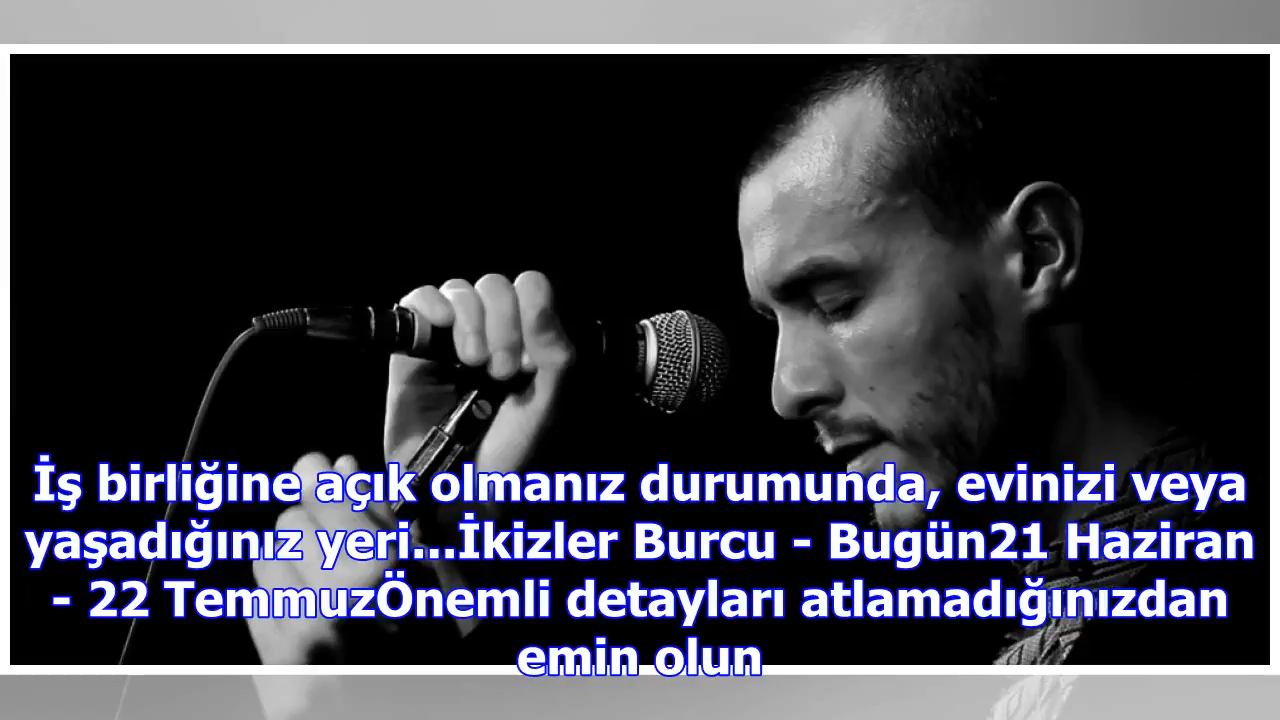 İş birliğine açık olmanız durumunda, evinizi veya
yaşadığınız yeri...İkizler Burcu - Bugün21 Haziran
- 22 TemmuzÖnemli detayları atlamadığınızdan
emin olun